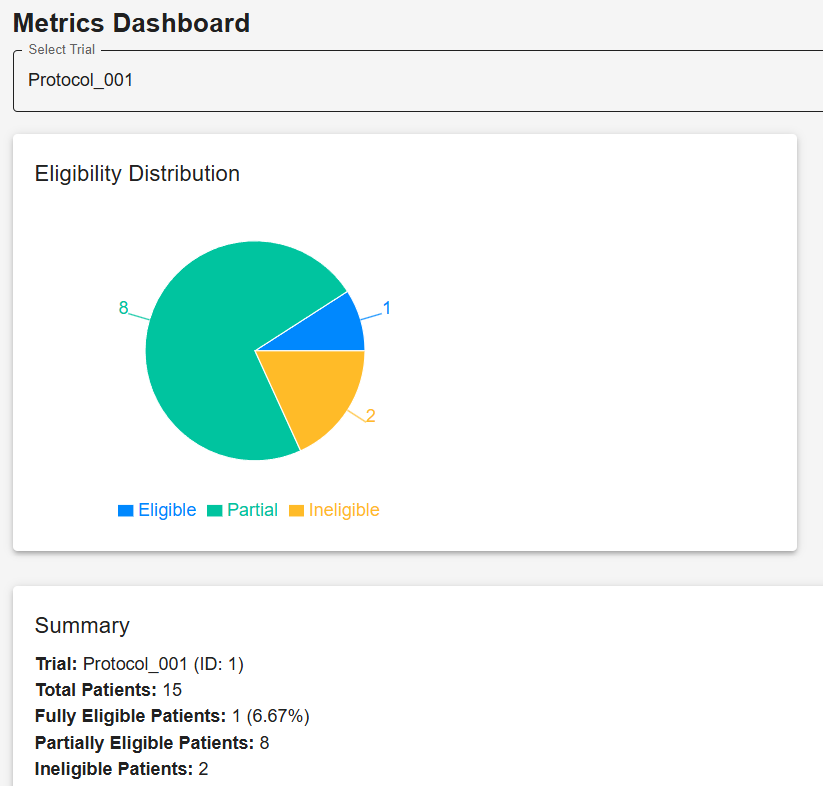 Metrics Dashboard
Select Trial
Protocol_001
Eligibility Distribution
8
1
2
Eligible Partial Ineligible
Summary
Trial: Protocol_001 (ID: 1)
Total Patients: 15
Fully Eligible Patients: 1 (6.67%)
Partially Eligible Patients: 8
Ineligible Patients: 2